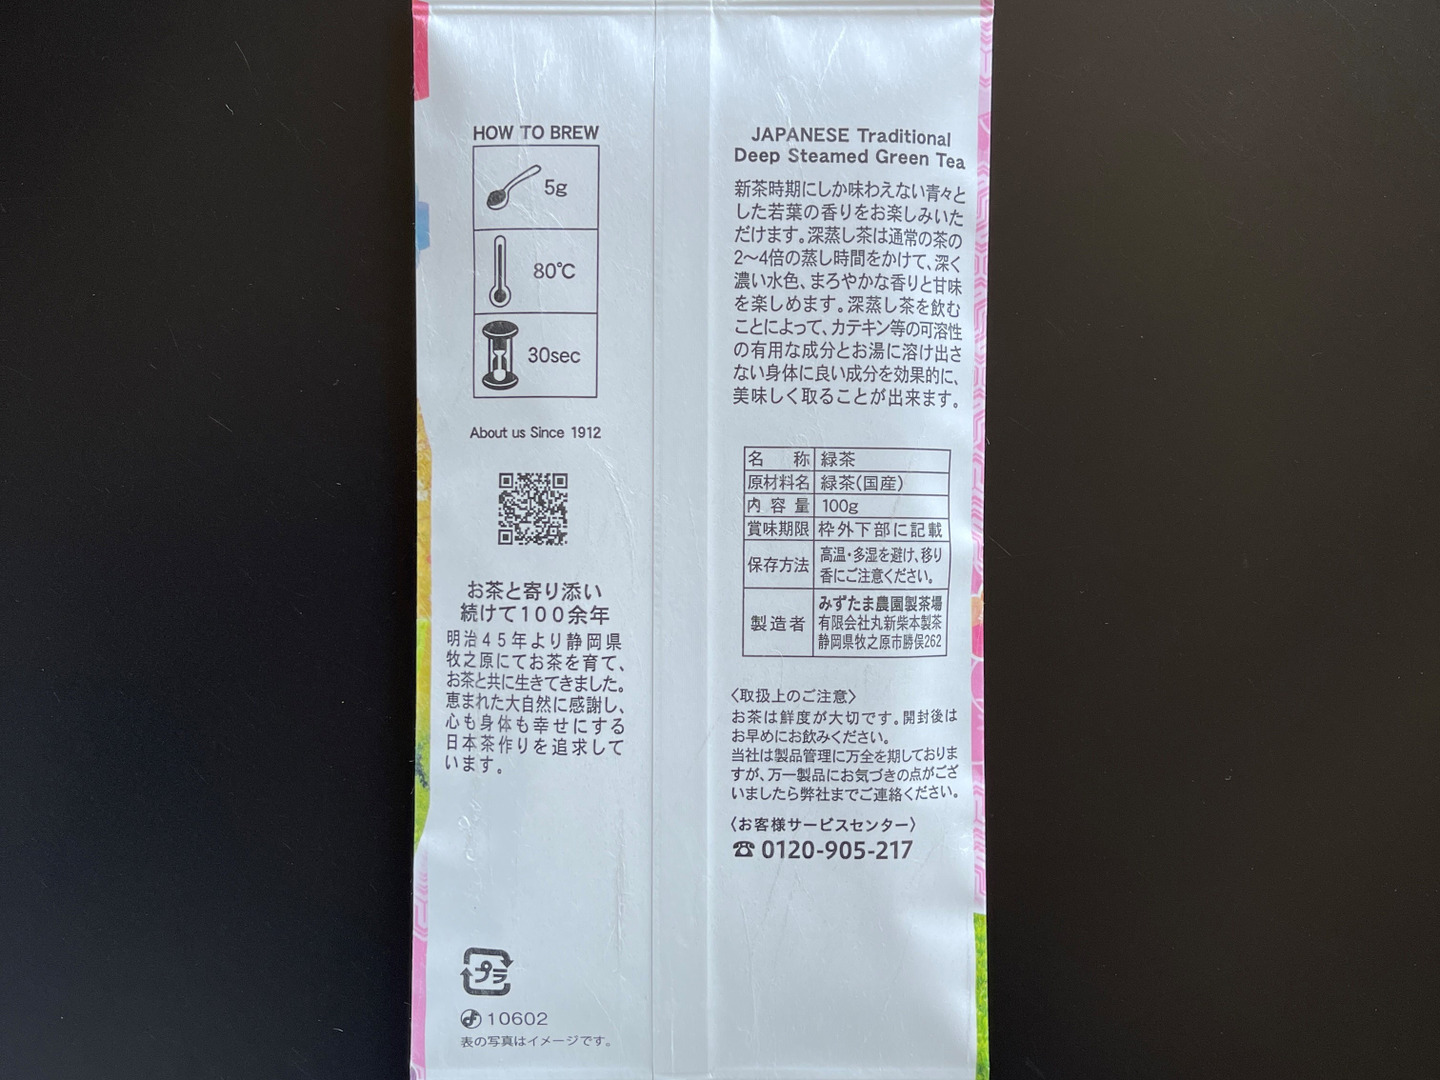 HOW TO BREW
5g
80℃
30sec
About us Since 1912
お茶と寄り添い
続けて100余年
明治45年より静岡県
牧之原にてお茶を育て、
お茶と共に生きてきました。
恵まれた大自然に感謝し、
心も身体も幸せにする
日本茶作りを追求して
います。
プラ
10602
表の写真はイメージです。
JAPANESE Traditional
Deep Steamed Green Tea
新茶時期にしか味わえない青々と
した若葉の香りをお楽しみいた
だけます。深蒸し茶は通常の茶の
2〜4倍の蒸し時間をかけて、深く
濃い水色、まろやかな香りと甘味
を楽しめます。深蒸し茶を飲む
ことによって、カテキン等の可溶性
の有用な成分とお湯に溶け出さ
ない身体に良い成分を効果的に、
美味しく取ることが出来ます。
名称 緑茶
原材料名 緑茶(国産)
内容量 100g
賞味期限 枠外下部に記載
保存方法 高温・多湿を避け、移り
香にご注意ください。
製造者 みずたま農園製茶場
有限会社丸新柴本製茶
静岡県牧之原市勝俣262
〈取扱上のご注意〉
お茶は鮮度が大切です。開封後は
お早めにお飲みください。
当社は製品管理に万全を期しておりま
すが、万一製品にお気づきの点がござ
いましたら弊社までご連絡ください。
〈お客様サービスセンター〉
☎0120-905-217